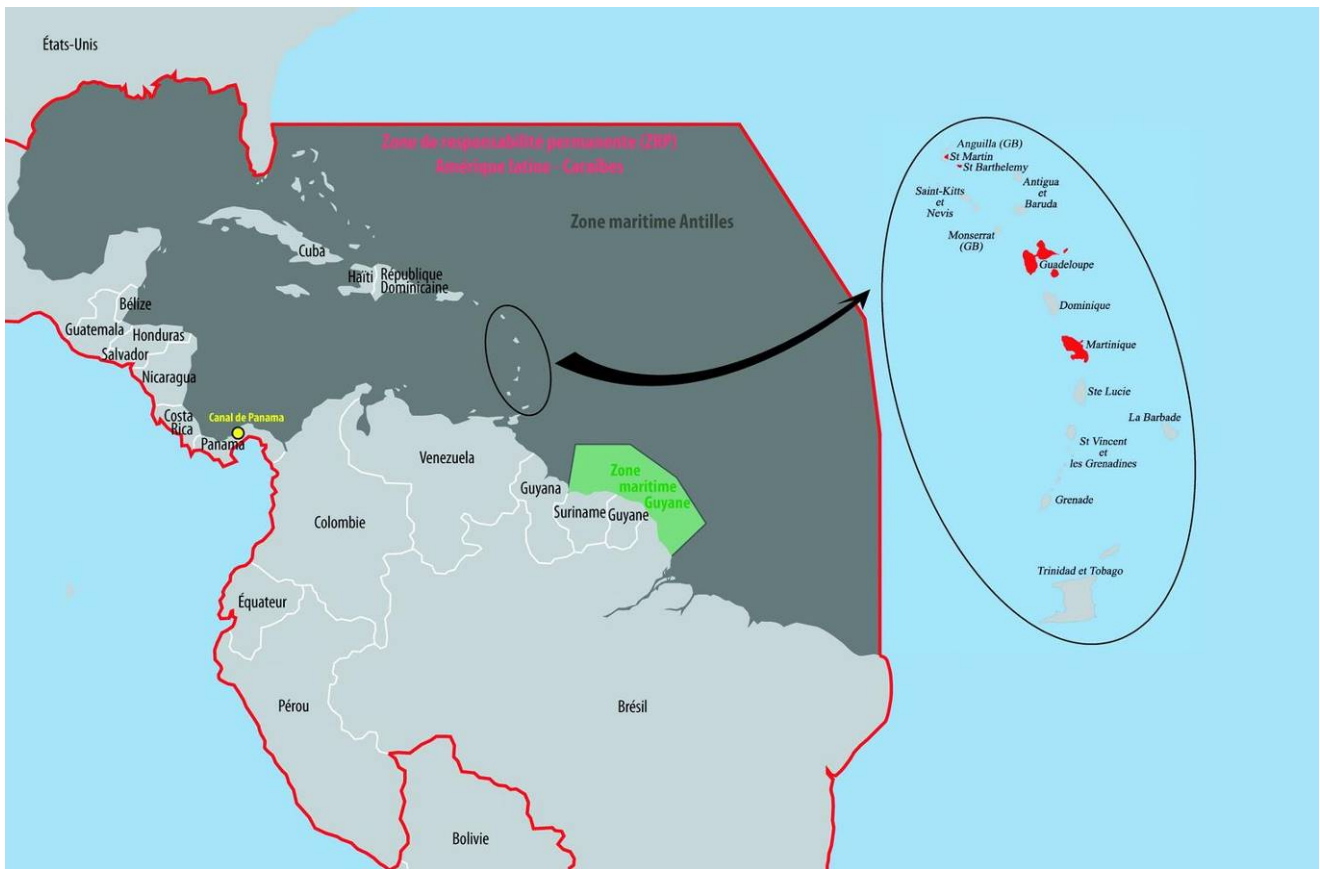 États-Unis
Zone de responsabilité permanente (ZRP)
Amérique latine - Caraïbes
Zone maritime Antilles
Cuba
Haïti
République
Dominicaine
Bélize
Guatemala
Honduras
Salvador
Nicaragua
Costa
Rica
Canal de Panama
Panama
Venezuela
Colombie
Guyana
Suriname
Guyane
Zone
maritime
Guyane
Équateur
Pérou
Brésil
Bolivie
Anguilla (GB)
St Martin
St Barthelemy
Saint-Kitts
et
Nevis
Antigua
et
Baruda
Monserrat
(GB)
Guadeloupe
Dominique
Martinique
Ste Lucie
La Barbade
St Vincent
et
les Grenadines
Grenade
Trinidad et Tobago